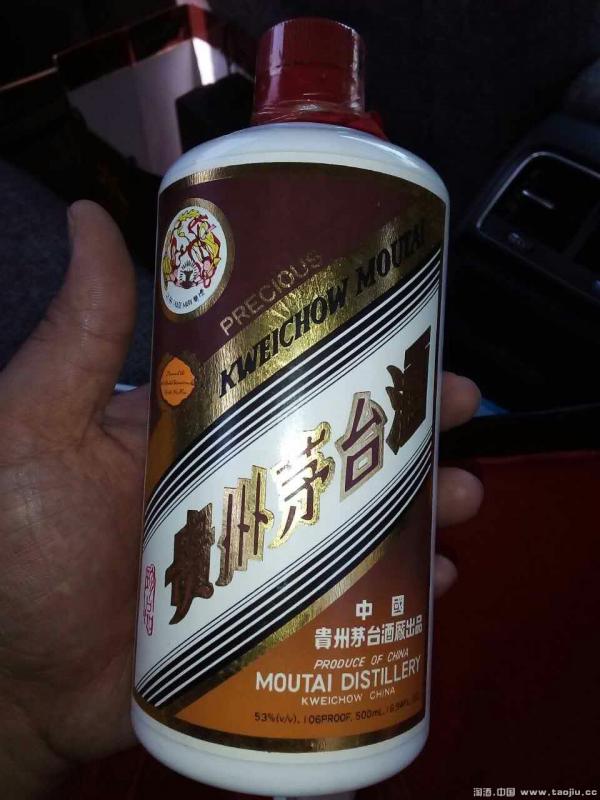 PRECIOUS
KWEICHOW MOUTAI
貴州茅台酒
中國
貴州茅台酒廠出品
PRODUCE OF CHINA
MOUTAI DISTILLERY
KWEICHOW CHINA
53%(v/v), 106PROOF, 500mL,
淘酒.中国 www.taojiu.cc